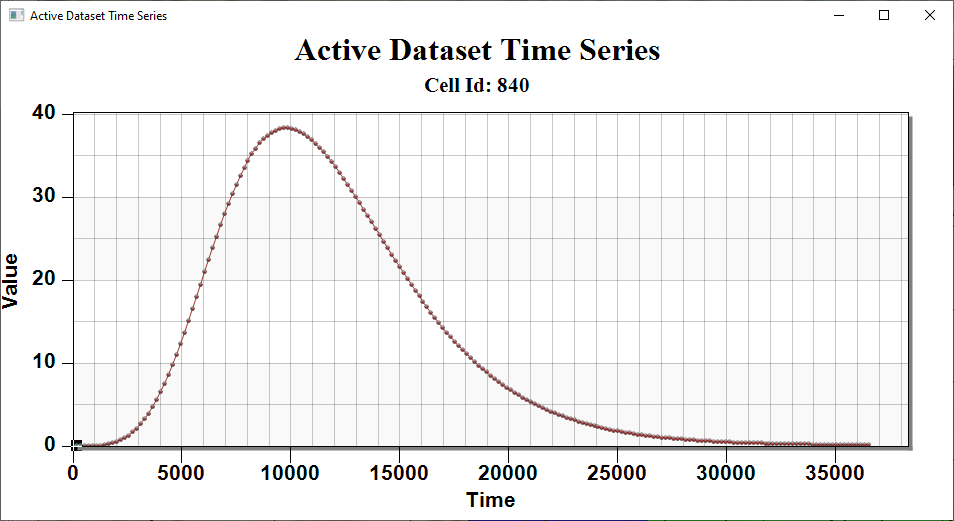 Active Dataset Time Series
Active Dataset Time Series
Cell Id: 840
40
30
20
10
0
Value
0 5000 10000 15000 20000 25000 30000 35000
Time